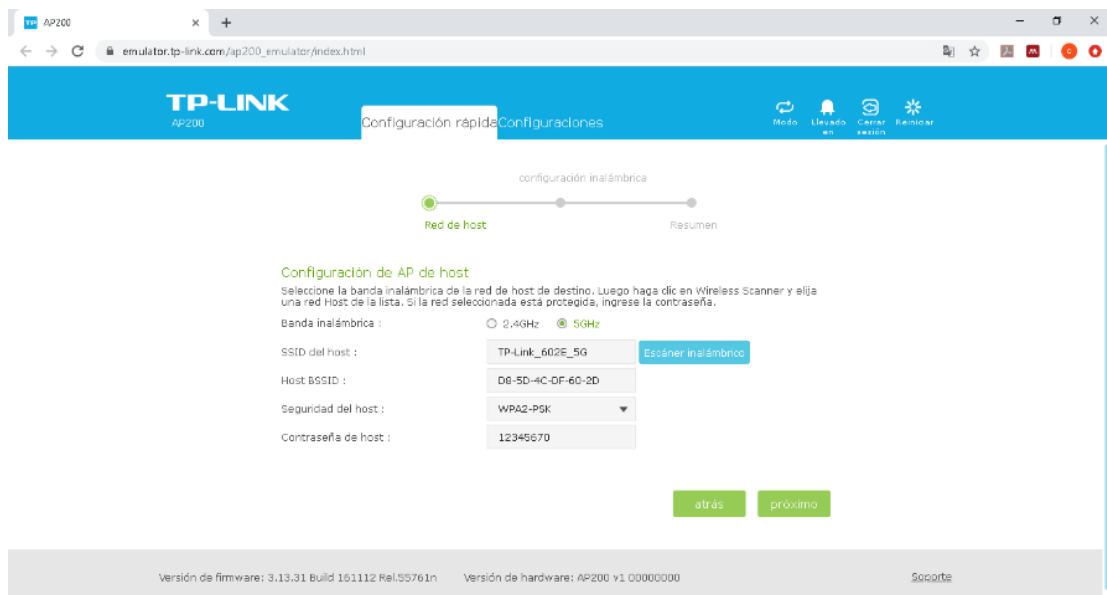 TP AP200
emulator.tp-link.com/ap200_emulator/index.html
TP-LINK
AP200
Configuración rápida Configuraciones
Modo Llevado en Cerrar sesión Reiniciar
configuración inalámbrica
Red de host Resumen
Configuración de AP de host
Seleccione la banda inalámbrica de la red de host de destino. Luego haga clic en Wireless Scanner y elija
una red Host de la lista. Si la red seleccionada está protegida, ingrese la contraseña.
Banda inalámbrica : 2.4GHz 5GHz
SSID del host : TP-Link_602E_5G Escáner inalámbrico
Host BSSID : D8-5D-4C-DF-60-2D
Seguridad del host : WPA2-PSK
Contraseña de host : 12345670
atrás próximo
Versión de firmware: 3.13.31 Build 161112 Rel.55761n Versión de hardware: AP200 v1 00000000 Soporte